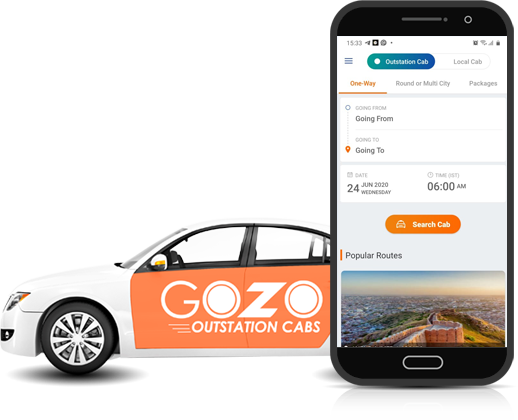 15:33
Outstation Cab
Local Cab
One-Way
Round or Multi City
Packages
GOING FROM
Going From
GOING TO
Going To
DATE
24 JUN 2020
WEDNESDAY
TIME (IST)
06:00 AM
Search Cab
Popular Routes
GOZO
OUTSTATION CABS